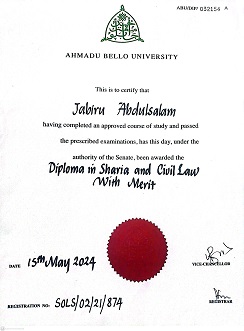 ABU/DIP/ 032154 A
AHMADU BELLO UNIVERSITY
This is to certify that
Jabiru Abdulsalam
having completed an approved course of study and passed
the prescribed examinations, has this day, under the
authority of the Senate, been awarded the
Diploma in Sharia and Civil Law
With Merit
VICE-CHANCELLOR
DATE 15th May 2024
REGISTRAR
REGISTRATION NO: SOLS/02/21/874